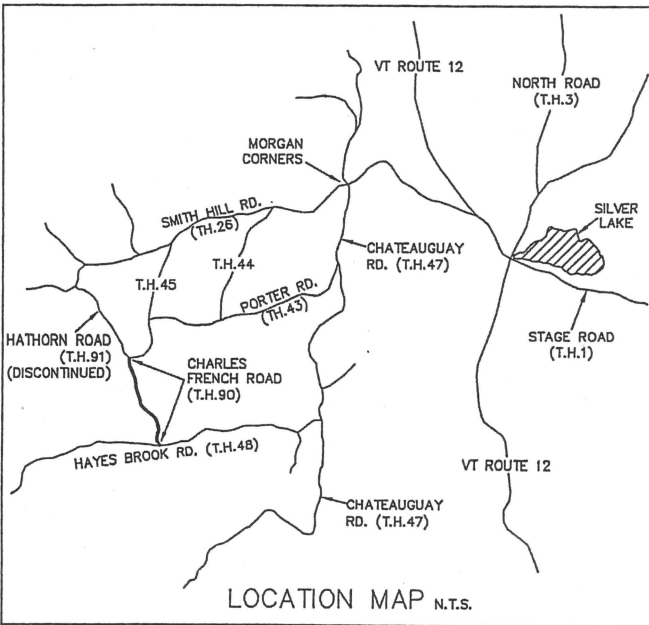 VT ROUTE 12
NORTH ROAD
(T.H.3)
MORGAN
CORNERS
SMITH HILL RD.
(TH.26)
SILVER
LAKE
CHATEAUGUAY
RD. (T.H.47)
T.H.45
T.H.44
PORTER RD.
(TH.43)
HATHORN ROAD
(T.H.91)
(DISCONTINUED)
CHARLES
FRENCH ROAD
(T.H.90)
STAGE ROAD
(T.H.1)
HAYES BROOK RD. (T.H.48)
VT ROUTE 12
CHATEAUGUAY
RD. (T.H.47)
LOCATION MAP N.T.S.